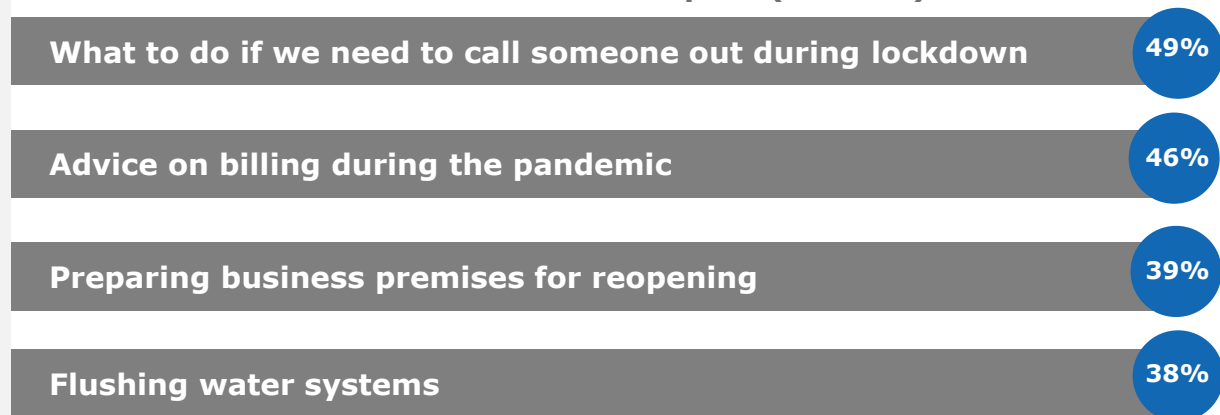 What to do if we need to call someone out during lockdown
49%
Advice on billing during the pandemic
46%
Preparing business premises for reopening
39%
Flushing water systems
38%